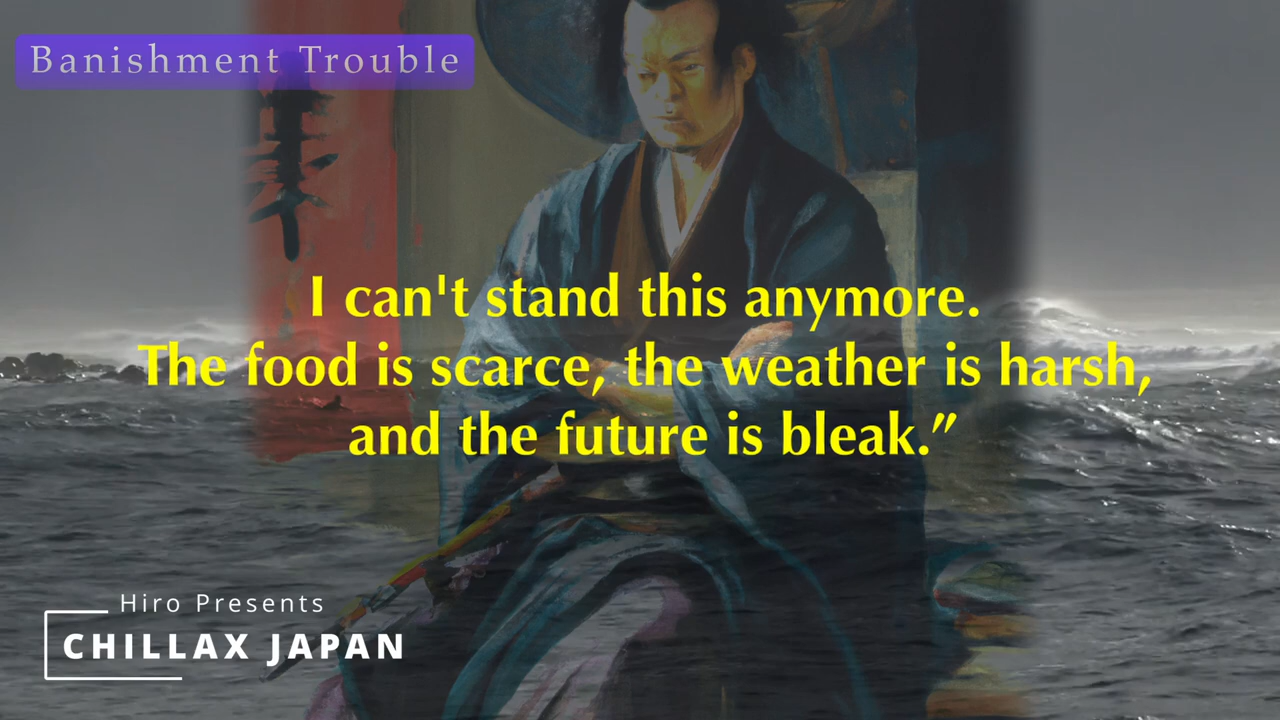 Banishment Trouble
I can't stand this anymore.
The food is scarce, the weather is harsh,
and the future is bleak.”
Hiro Presents
CHILLAX JAPAN